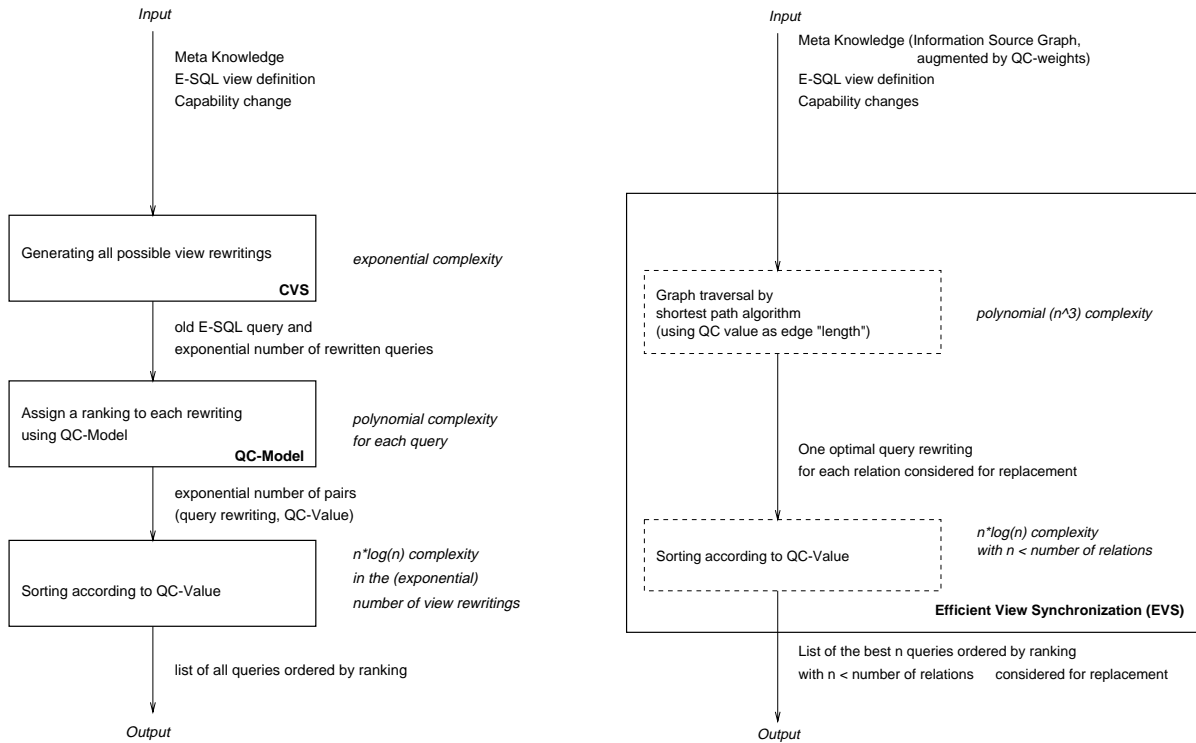 Input
Meta Knowledge
E-SQL view definition
Capability change
Generating all possible view rewritings
CVS
exponential complexity
old E-SQL query and
exponential number of rewritten queries
Assign a ranking to each rewriting
using QC-Model
QC-Model
polynomial complexity
for each query
exponential number of pairs
(query rewriting, QC-Value)
Sorting according to QC-Value
n*log(n) complexity
in the (exponential)
number of view rewritings
list of all queries ordered by ranking
Output
Input
Meta Knowledge (Information Source Graph,
augmented by QC-weights)
E-SQL view definition
Capability changes
Graph traversal by
shortest path algorithm
(using QC value as edge "length")
polynomial (n^3) complexity
One optimal query rewriting
for each relation considered for replacement
Sorting according to QC-Value
n*log(n) complexity
with n < number of relations
Efficient View Synchronization (EVS)
List of the best n queries ordered by ranking
with n < number of relations considered for replacement
Output